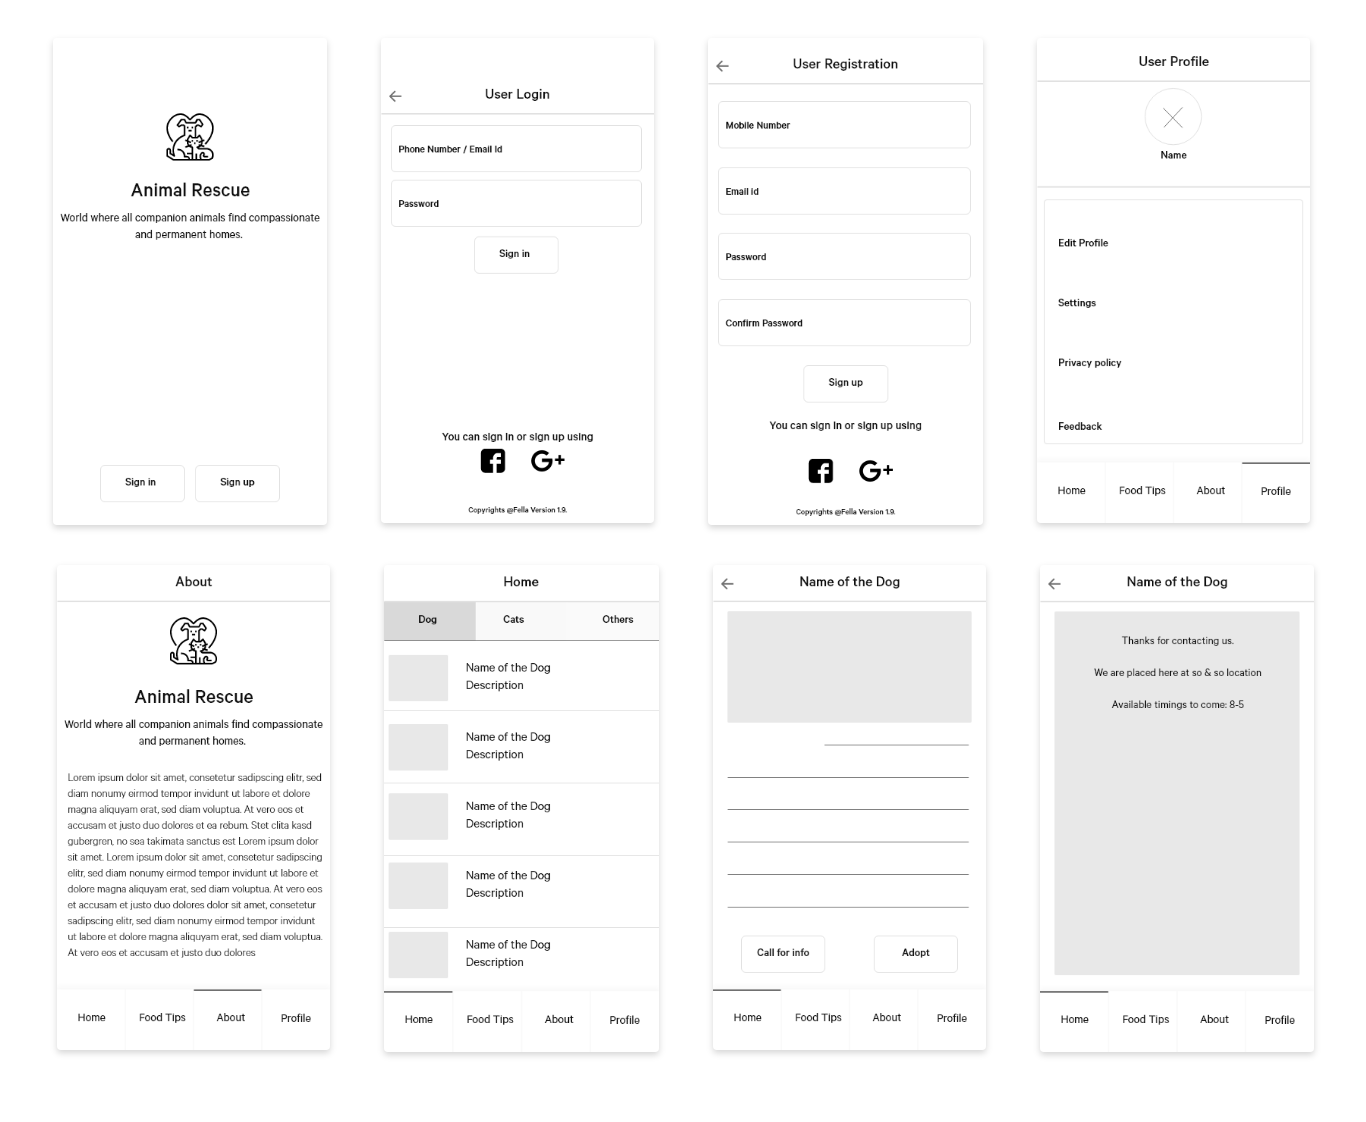 Animal Rescue
World where all companion animals find compassionate
and permanent homes.
Sign in
Sign up
User Login
Phone Number / Email Id
Password
Sign in
You can sign in or sign up using
G+
Copyrights @Fella Version 1.9.
User Registration
Mobile Number
Email id
Password
Confirm Password
Sign up
You can sign in or sign up using
G+
Copyrights @Fella Version 1.9.
User Profile
Name
Edit Profile
Settings
Privacy policy
Feedback
Home
Food Tips
About
Profile
About
Animal Rescue
World where all companion animals find compassionate
and permanent homes.
Lorem ipsum dolor sit amet, consetetur sadipscing elitr, sed
diam nonumy eirmod tempor invidunt ut labore et dolore
magna aliquyam erat, sed diam voluptua. At vero eos et
accusam et justo duo dolores et ea rebum. Stet clita kasd
gubergren, no sea takimata sanctus est Lorem ipsum dolor
sit amet. Lorem ipsum dolor sit amet, consetetur sadipscing
elitr, sed diam nonumy eirmod tempor invidunt ut labore et
dolore magna aliquyam erat, sed diam voluptua. At vero eos
et accusam et justo duo dolores dolor sit amet, consetetur
sadipscing elitr, sed diam nonumy eirmod tempor invidunt
ut labore et dolore magna aliquyam erat, sed diam voluptua.
At vero eos et accusam et justo duo dolores
Home
Food Tips
About
Profile
Home
Dog
Cats
Others
Name of the Dog
Description
Name of the Dog
Description
Name of the Dog
Description
Name of the Dog
Description
Name of the Dog
Description
Home
Food Tips
About
Profile
Name of the Dog
Call for info
Adopt
Home
Food Tips
About
Profile
Name of the Dog
Thanks for contacting us.
We are placed here at so & so location
Available timings to come: 8-5
Home
Food Tips
About
Profile